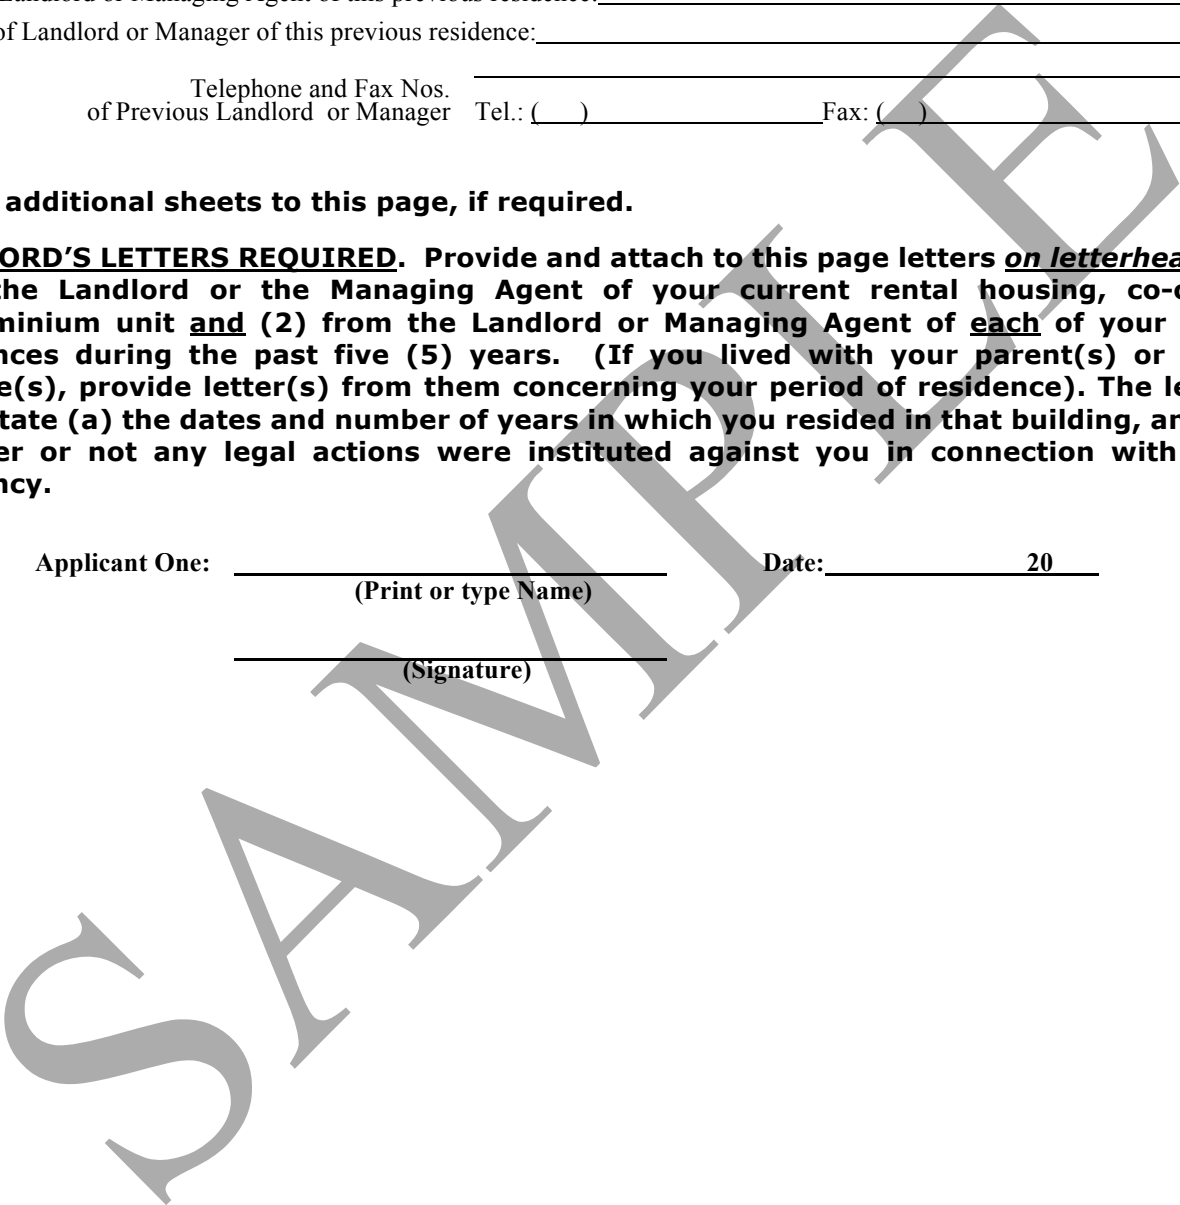 Landlord or Managing Agent of this previous residence:
of Landlord or Manager of this previous residence:
Telephone and Fax Nos.
of Previous Landlord or Manager Tel.: ( ) Fax: ( )
additional sheets to this page, if required.
ORD’S LETTERS REQUIRED. Provide and attach to this page letters on letterhea
the Landlord or the Managing Agent of your current rental housing, co-o
minium unit and (2) from the Landlord or Managing Agent of each of your
nces during the past five (5) years. (If you lived with your parent(s) or
e(s), provide letter(s) from them concerning your period of residence). The le
tate (a) the dates and number of years in which you resided in that building, an
er or not any legal actions were instituted against you in connection with
ncy.
Applicant One: Date: 20
(Print or type Name)
(Signature)
SAMPLE